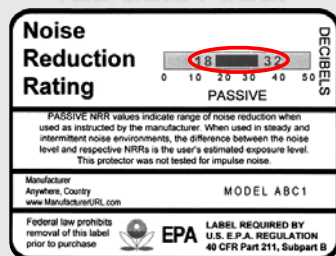 Noise
Reduction
Rating
18 32
0 10 20 30 40 50
PASSIVE
DECIBELS
PASSIVE NRR values indicate range of noise reduction when
used as instructed by the manufacturer. When used in steady and
intermittent noise environments, the difference between the noise
level and respective NRRs is the user's estimated exposure level.
This protector was not tested for impulse noise.
Manufacturer
Anywhere, Country
www.ManufacturerURL.com
MODEL ABC1
Federal law prohibits
removal of this label
prior to purchase
EPA
LABEL REQUIRED BY
U.S. E.P.A. REGULATION
40 CFR Part 211, Subpart B